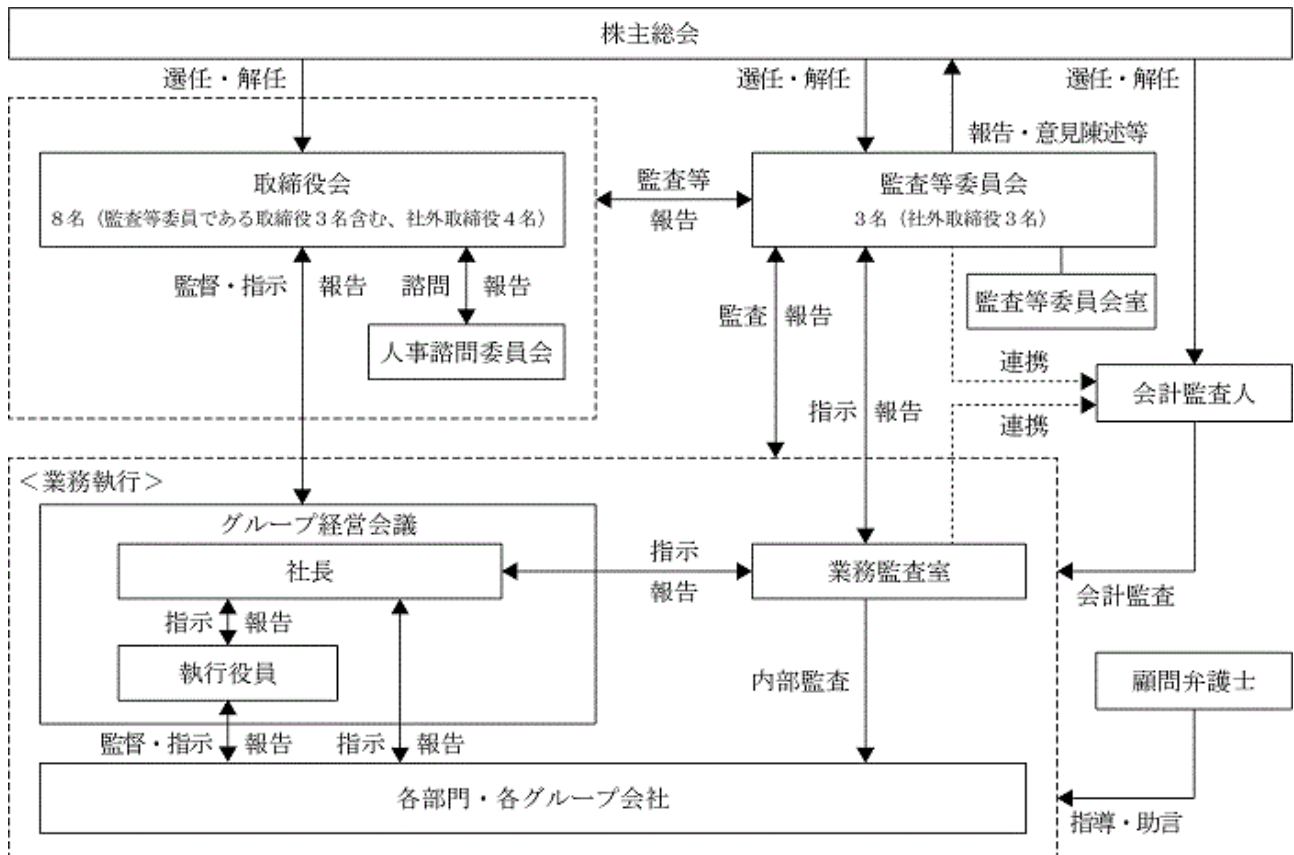 株主総会
選任・解任
選任・解任
選任・解任
報告・意見陳述等
取締役会
8名（監査等委員である取締役3名含む、社外取締役4名）
監査等
報告
監査等委員会
3名（社外取締役3名）
監督・指示
報告
諮問
報告
人事諮問委員会
監査
報告
監査等委員会室
指示
報告
連携
連携
会計監査人
＜業務執行＞
グループ経営会議
社長
指示
報告
業務監査室
会計監査
指示
報告
執行役員
内部監査
顧問弁護士
監督・指示
報告
指示
報告
各部門・各グループ会社
指導・助言